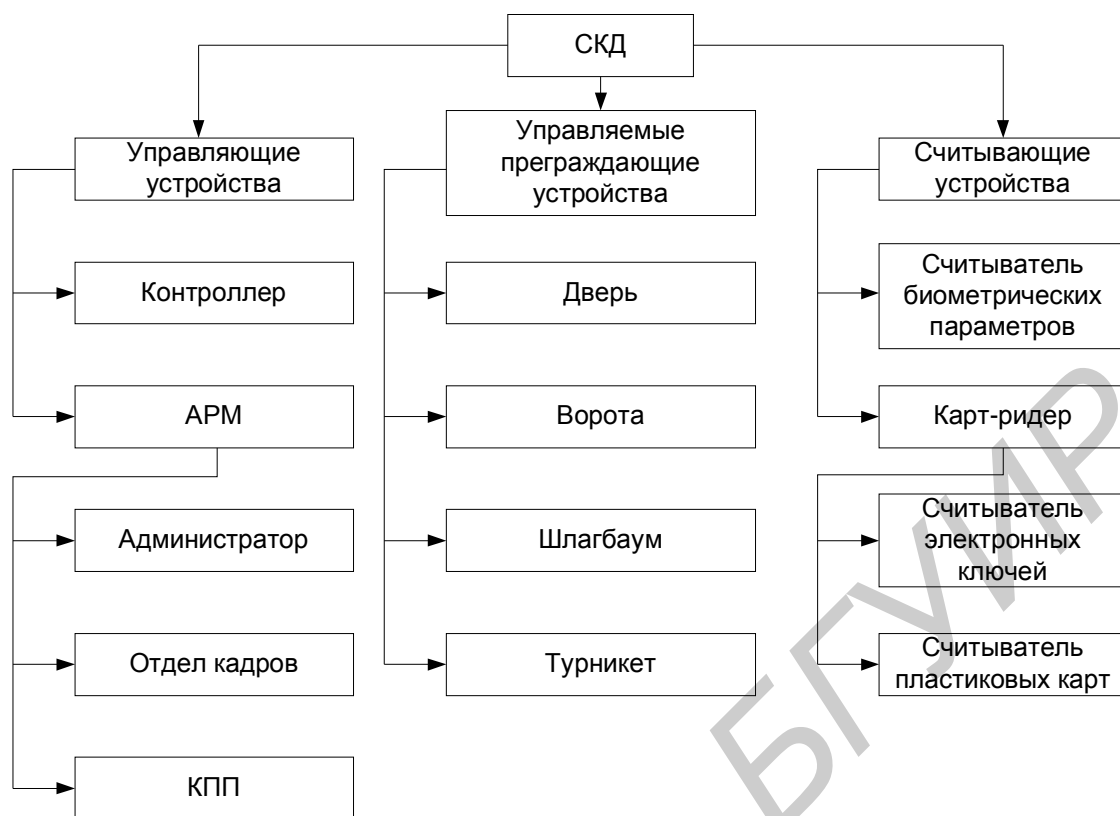 СКД
Управляющие
устройства
Контроллер
АРМ
Администратор
Отдел кадров
КПП
Управляемые
преграждающие
устройства
Дверь
Ворота
Шлагбаум
Турникет
Считывающие
устройства
Считыватель
биометрических
параметров
Карт-ридер
Считыватель
электронных
ключей
Считыватель
пластиковых карт
БГУИР